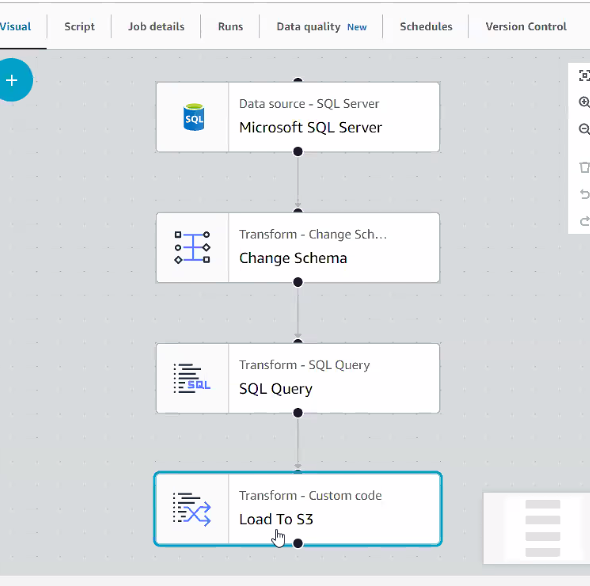 Visual Script Job details Runs Data quality New Schedules Version Control
+
Data source - SQL Server
SQL
Microsoft SQL Server
Transform - Change Sch...
Change Schema
Transform - SQL Query
SQL
SQL Query
Transform - Custom code
Load To S3